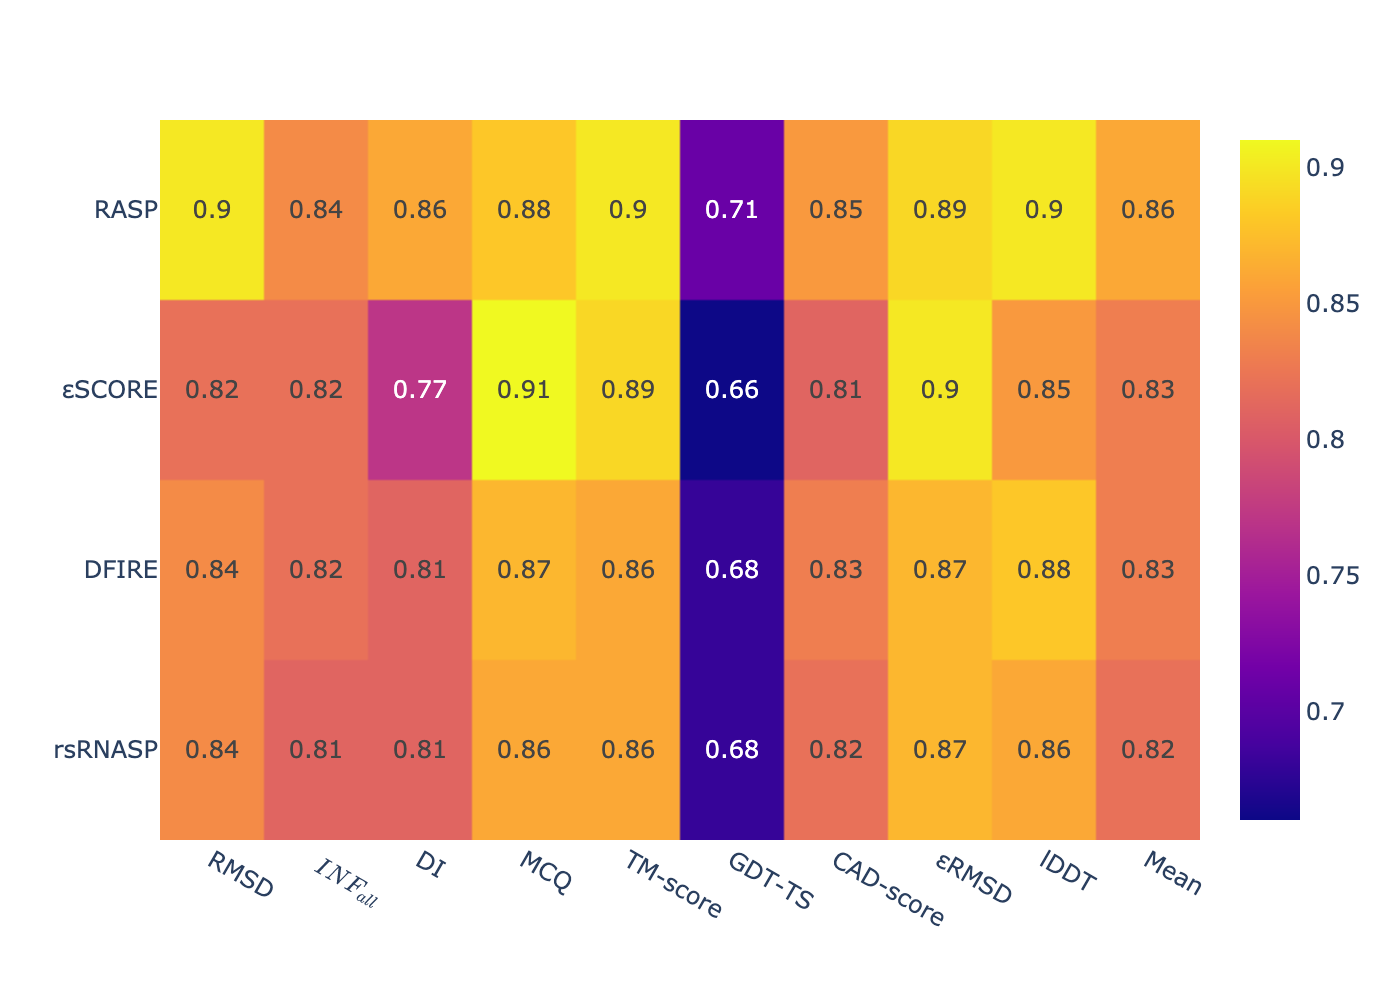 RASP 0.9 0.84 0.86 0.88 0.9 0.71 0.85 0.89 0.9 0.86
εSCORE 0.82 0.82 0.77 0.91 0.89 0.66 0.81 0.9 0.85 0.83
DFIRE 0.84 0.82 0.81 0.87 0.86 0.68 0.83 0.87 0.88 0.83
rsRNASP 0.84 0.81 0.81 0.86 0.86 0.68 0.82 0.87 0.86 0.82
RMSD INF_all DI MCQ TM-score GDT-TS CAD-score εRMSD lDDT Mean
0.9
0.85
0.8
0.75
0.7